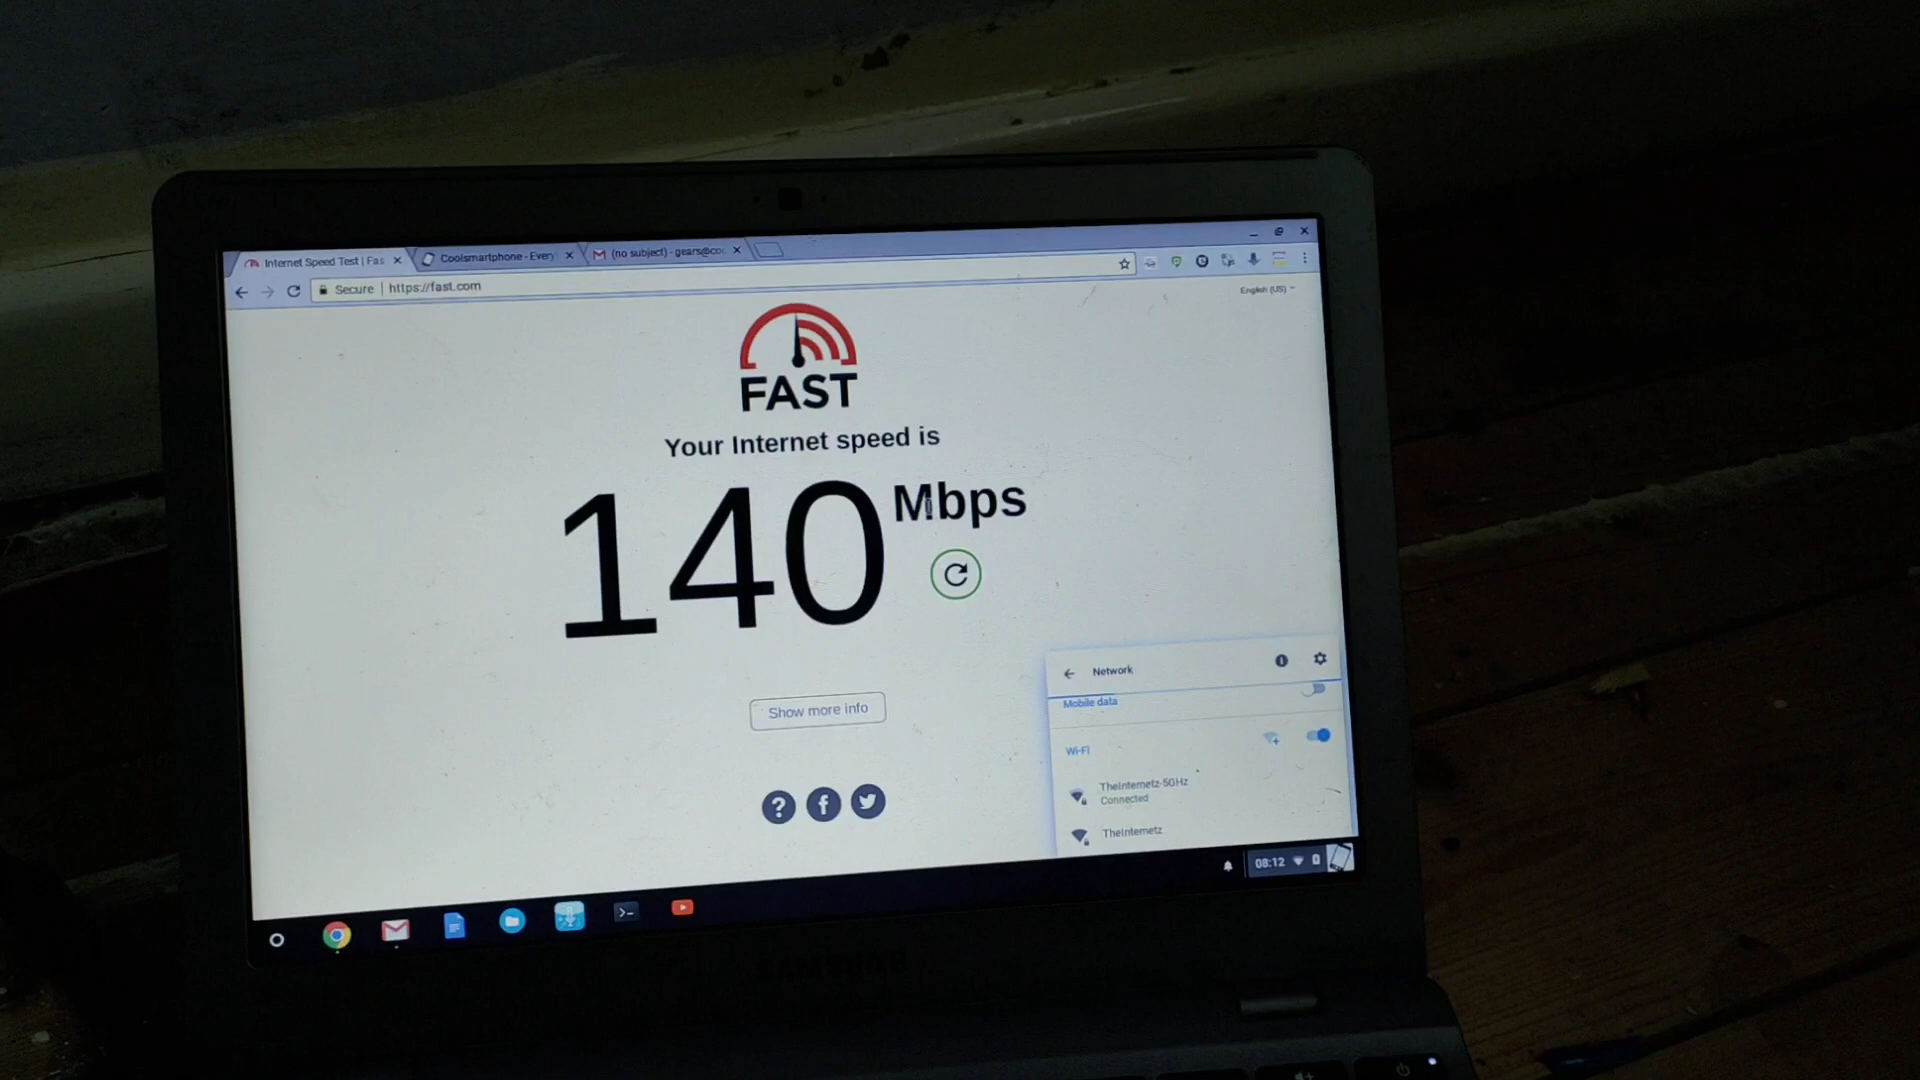 Internet Speed Test | Fas
Coolsmartphone - Every
(no subject) - gears@co
Secure | https://fast.com
English (US)
FAST
Your Internet speed is
140 Mbps
Show more info
Network
Mobile data
Wi-Fi
TheInternetz-5GHz
Connected
TheInternetz
08:12
SAMSUNG